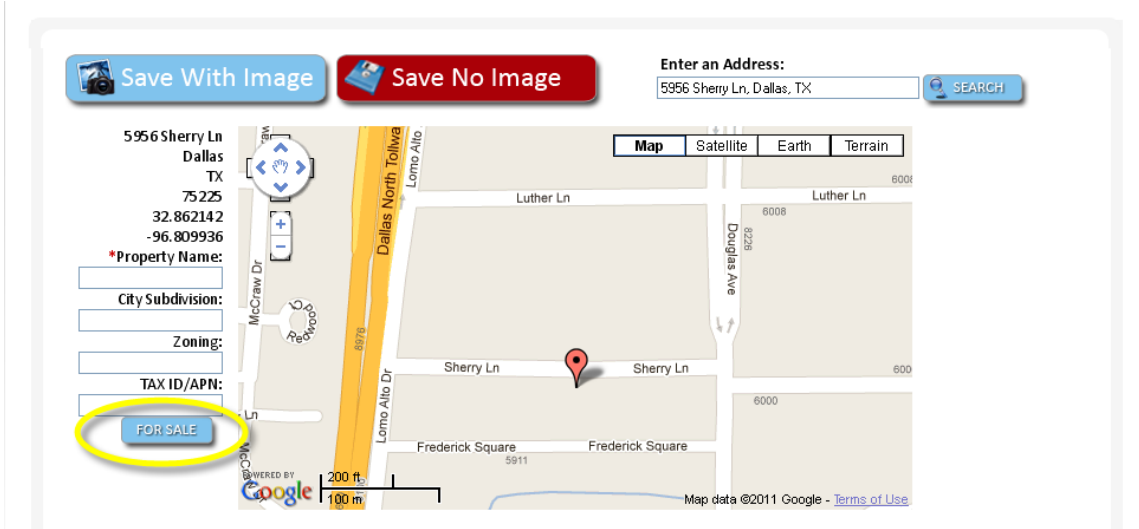 Save With Image
Save No Image
Enter an Address:
5956 Sherry Ln, Dallas, TX
SEARCH
5956 Sherry Ln
Dallas
TX
75225
32.862142
-96.809936
*Property Name:
City Subdivision:
Zoning:
TAX ID/APN:
FOR SALE
Map
Satellite
Earth
Terrain
+
−
Dallas North Tollwa
Lomo Alto
Luther Ln
Luther Ln
6008
6008
8226
Douglas Ave
McCraw Dr
Redwood
8976
Sherry Ln
Sherry Ln
600
6000
Lomo Alto Dr
Ln
Frederick Square
Frederick Square
5911
POWERED BY
Google
200 ft
100 m
Map data ©2011 Google - Terms of Use